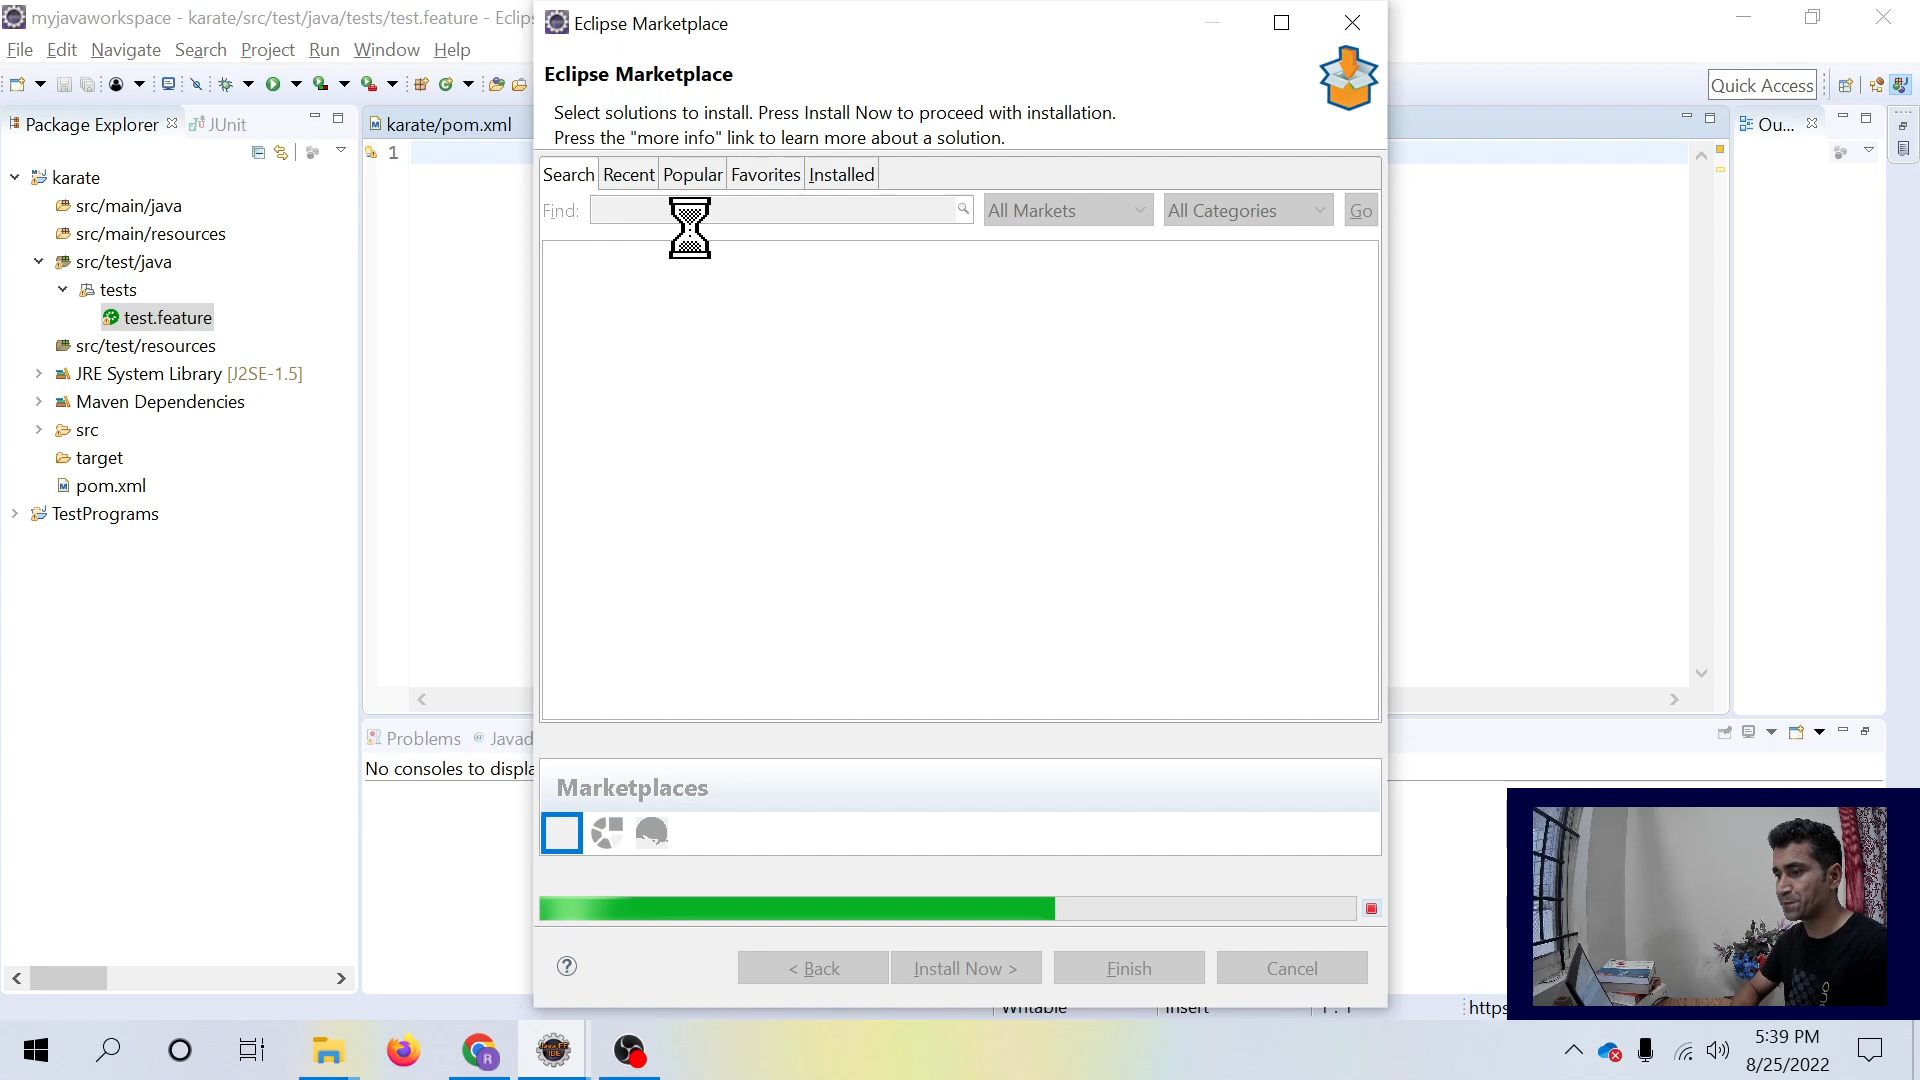 myjavaworkspace - karate/src/test/java/tests/test.feature - Eclips
Eclipse Marketplace
File Edit Navigate Search Project Run Window Help
Eclipse Marketplace
Select solutions to install. Press Install Now to proceed with installation.
Press the "more info" link to learn more about a solution.
Quick Access
Package Explorer JUnit
karate/pom.xml
Ou...
1
Search Recent Popular Favorites Installed
Find: All Markets All Categories Go
karate
src/main/java
src/main/resources
src/test/java
tests
test.feature
src/test/resources
JRE System Library [J2SE-1.5]
Maven Dependencies
src
target
pom.xml
TestPrograms
Problems @ Javad
No consoles to displa
Marketplaces
< Back Install Now > Finish Cancel
Writable Insert 1 : 1 https
5:39 PM
8/25/2022